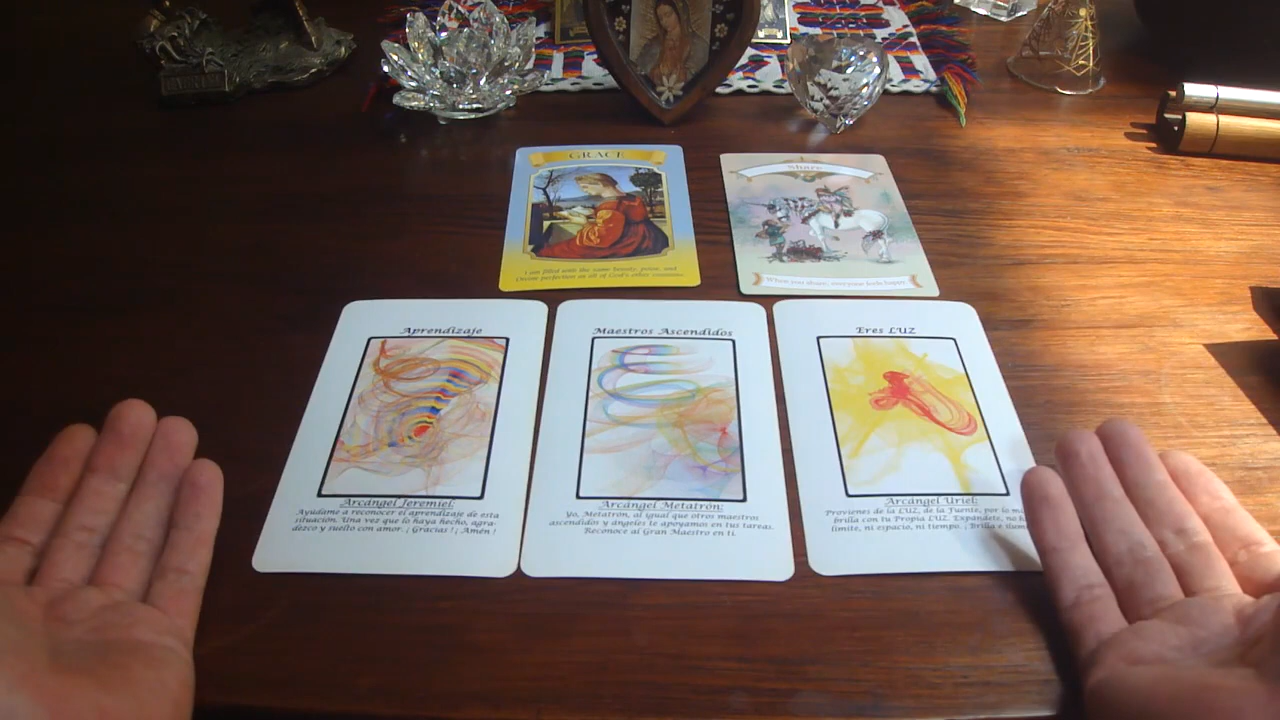 GRACE
I am filled with the same beauty, poise, and
Divine perfection as all of God's other creations.
Share
When you share, everyone feels happy.
Aprendizaje
Arcángel Jeremiel:
Ayúdame a reconocer el aprendizaje de esta
situación. Una vez que lo haya hecho, agra-
dezco y suelto con amor. ¡ Gracias ! ¡ Amén !
Maestros Ascendidos
Arcángel Metatrón:
Yo, Metatrón, al igual que otros maestros
ascendidos y ángeles te apoyamos en tus tareas.
Reconoce al Gran Maestro en ti.
Eres LUZ
Arcángel Uriel:
Provienes de la LUZ, de la Fuente, por lo
brilla con tu Propia LUZ. Expándete, no
límite, ni espacio, ni tiempo. ¡ Brilla e